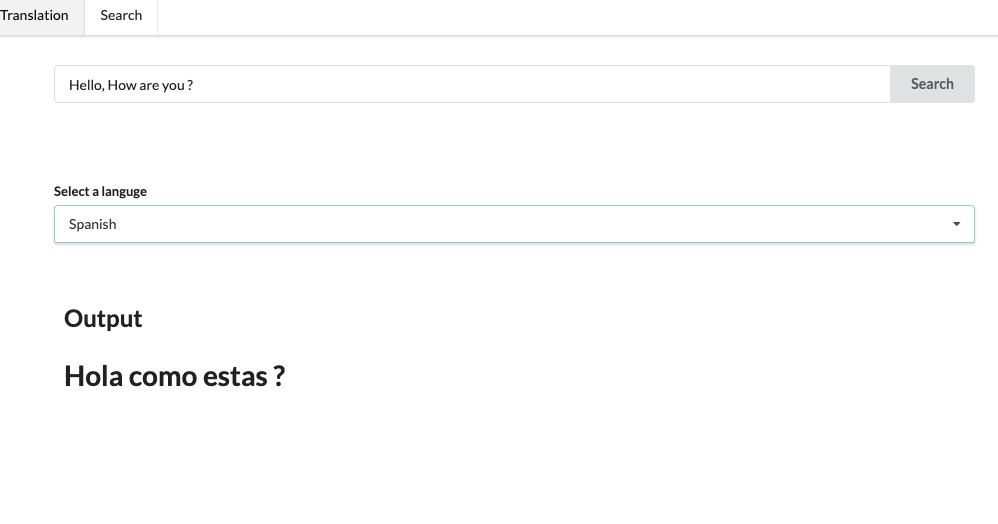 Translation Search
Hello, How are you ? Search
Select a languge
Spanish
Output
Hola como estas ?